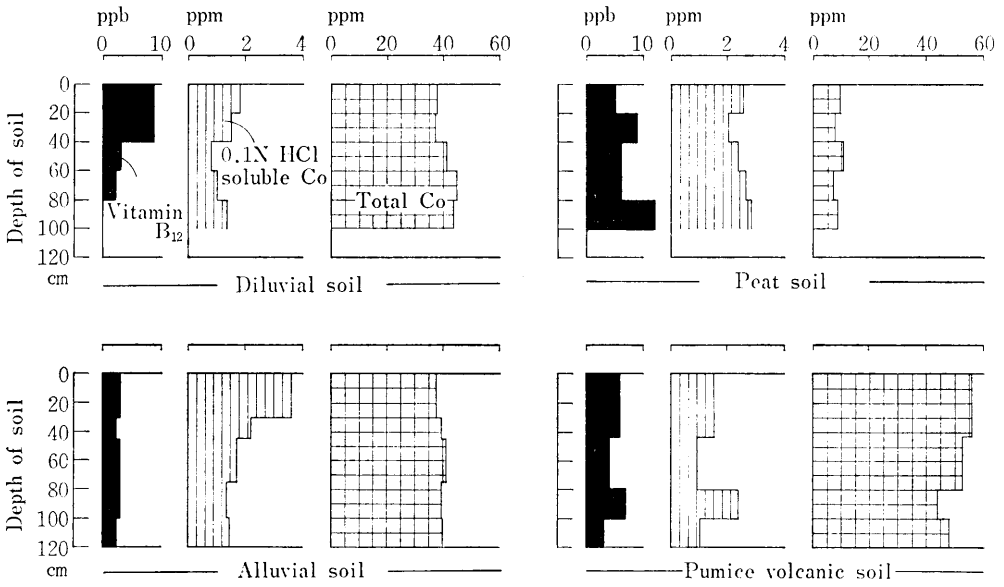 ppb ppm ppm ppb ppm ppm
0 10 0 2 4 0 20 40 60 0 10 0 2 4 0 20 40 60
Depth of soil
0
20
40
60
80
100
120
cm
0.1N HCl
soluble Co
Total Co
Vitamin
B₁₂
Diluvial soil Peat soil
Depth of soil
0
20
40
60
80
100
120
cm
Alluvial soil Pumice volcanic soil